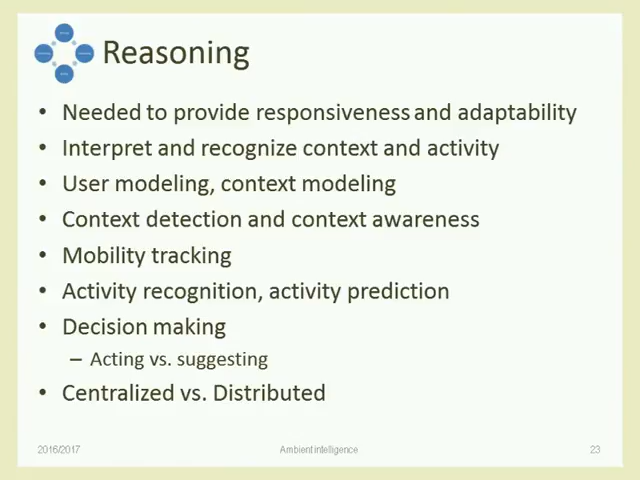 Reasoning
• Needed to provide responsiveness and adaptability
• Interpret and recognize context and activity
• User modeling, context modeling
• Context detection and context awareness
• Mobility tracking
• Activity recognition, activity prediction
• Decision making
– Acting vs. suggesting
• Centralized vs. Distributed
2016/2017 Ambient intelligence 23